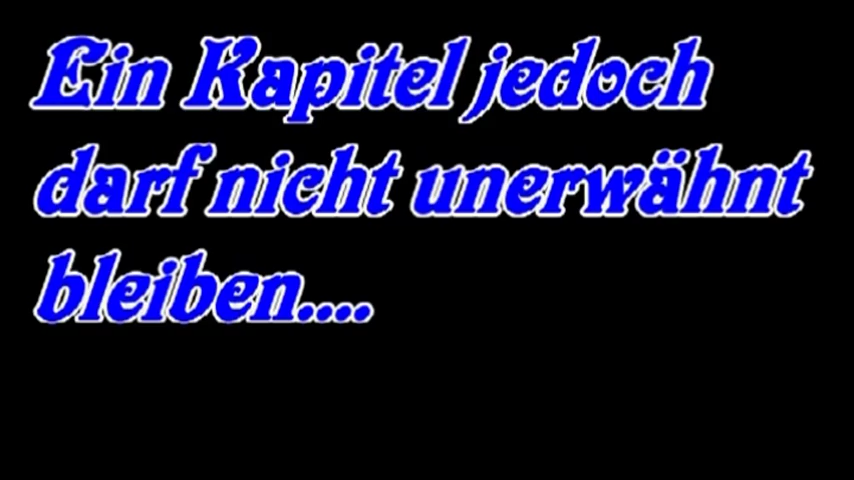 Ein Kapitel jedoch
darf nicht unerwähnt
bleiben....